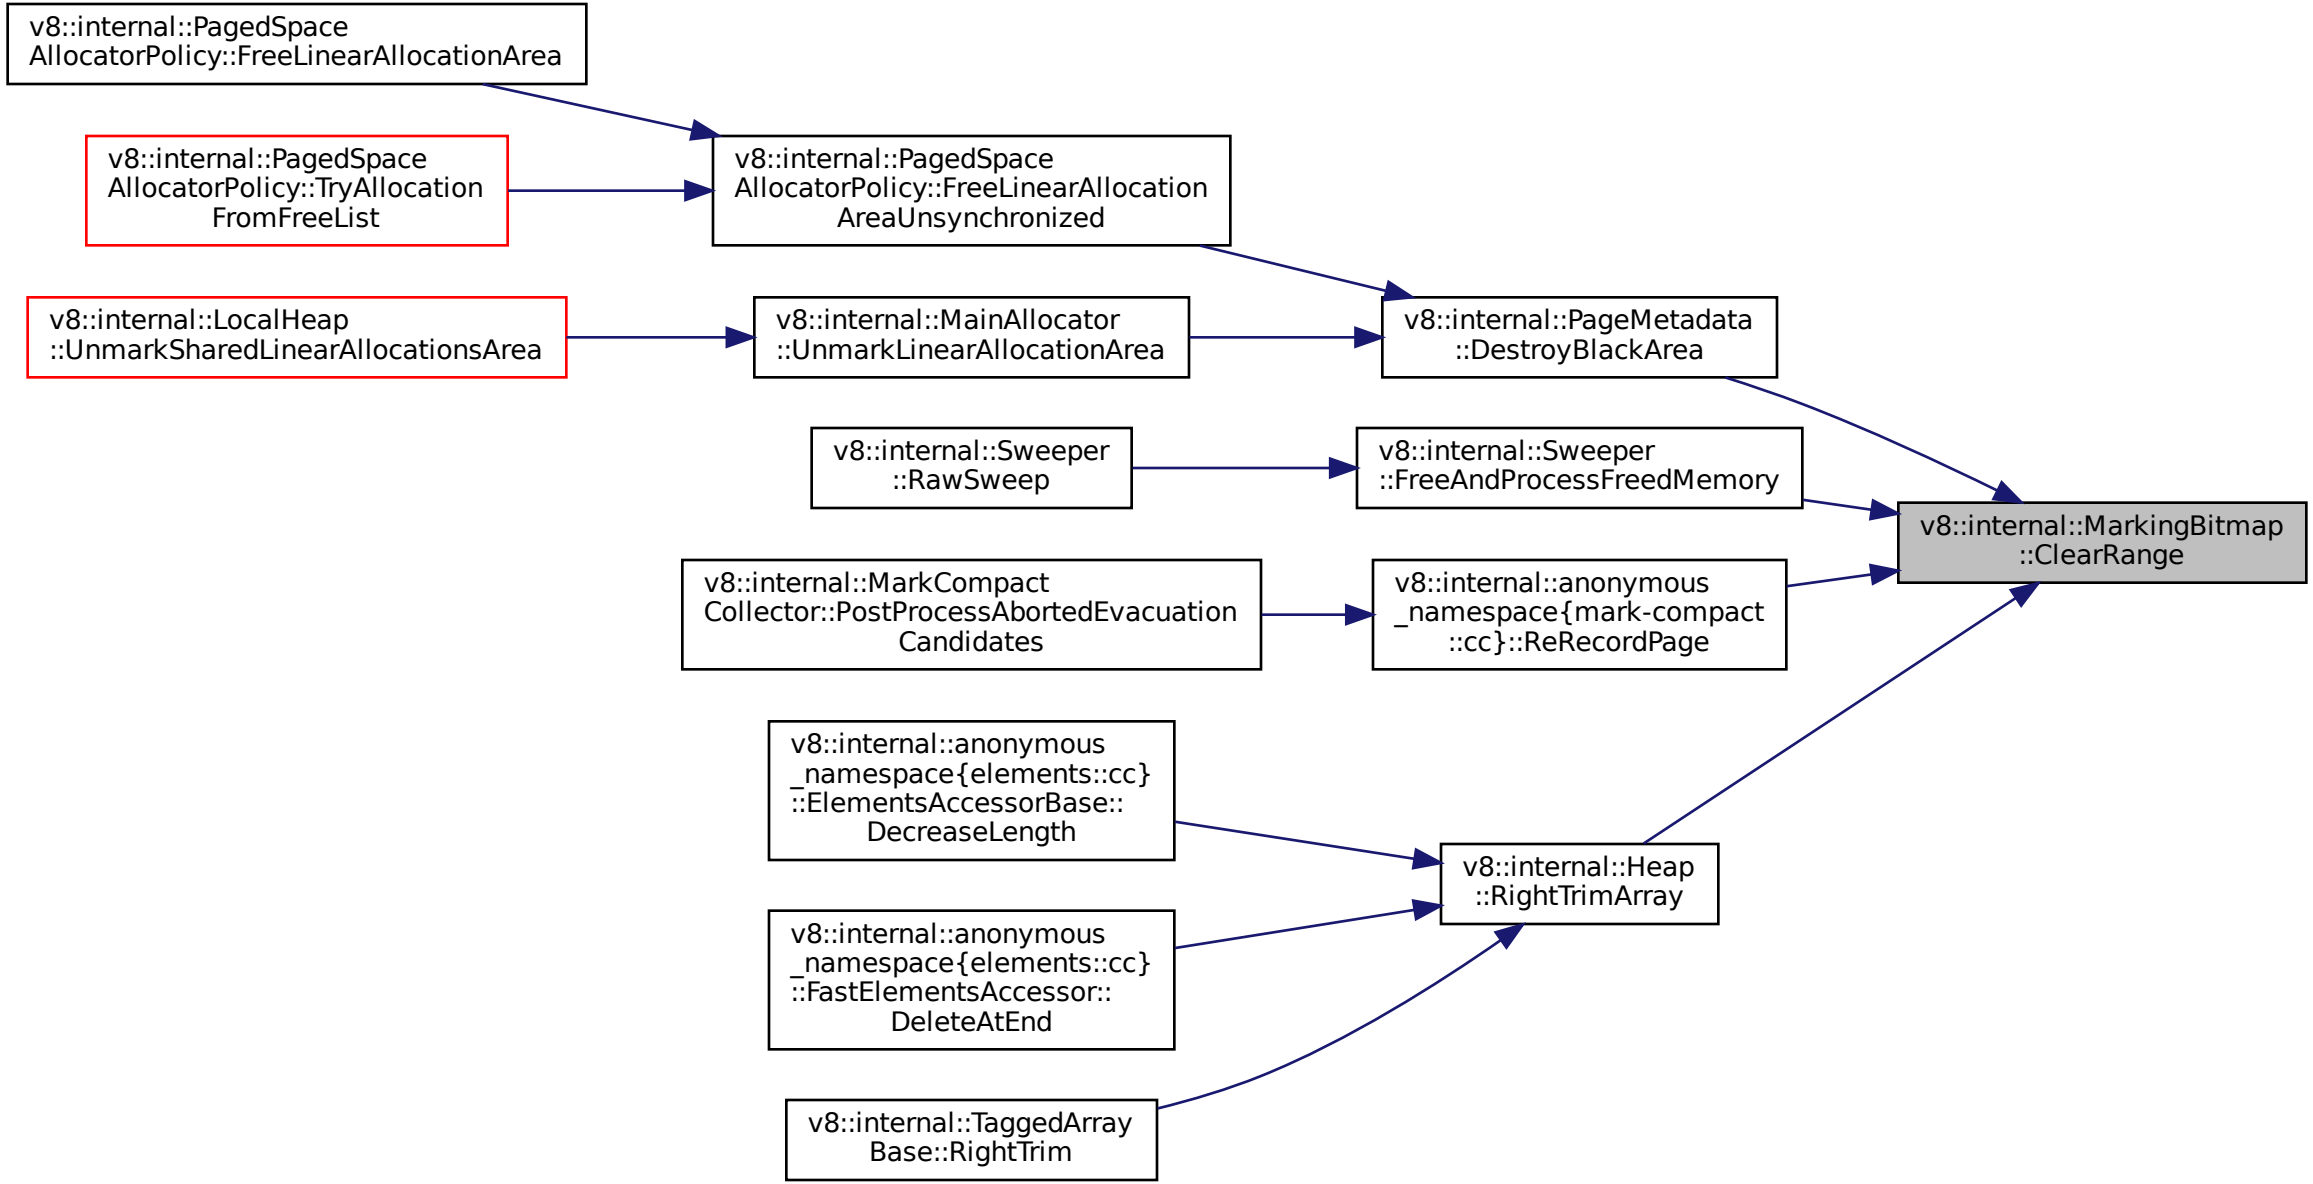 v8::internal::PagedSpace
AllocatorPolicy::FreeLinearAllocationArea
v8::internal::PagedSpace
AllocatorPolicy::TryAllocation
FromFreeList
v8::internal::PagedSpace
AllocatorPolicy::FreeLinearAllocation
AreaUnsynchronized
v8::internal::LocalHeap
::UnmarkSharedLinearAllocationsArea
v8::internal::MainAllocator
::UnmarkLinearAllocationArea
v8::internal::PageMetadata
::DestroyBlackArea
v8::internal::Sweeper
::RawSweep
v8::internal::Sweeper
::FreeAndProcessFreedMemory
v8::internal::MarkingBitmap
::ClearRange
v8::internal::MarkCompact
Collector::PostProcessAbortedEvacuation
Candidates
v8::internal::anonymous
_namespace{mark-compact
::cc}::ReRecordPage
v8::internal::anonymous
_namespace{elements::cc}
::ElementsAccessorBase::
DecreaseLength
v8::internal::Heap
::RightTrimArray
v8::internal::anonymous
_namespace{elements::cc}
::FastElementsAccessor::
DeleteAtEnd
v8::internal::TaggedArray
Base::RightTrim